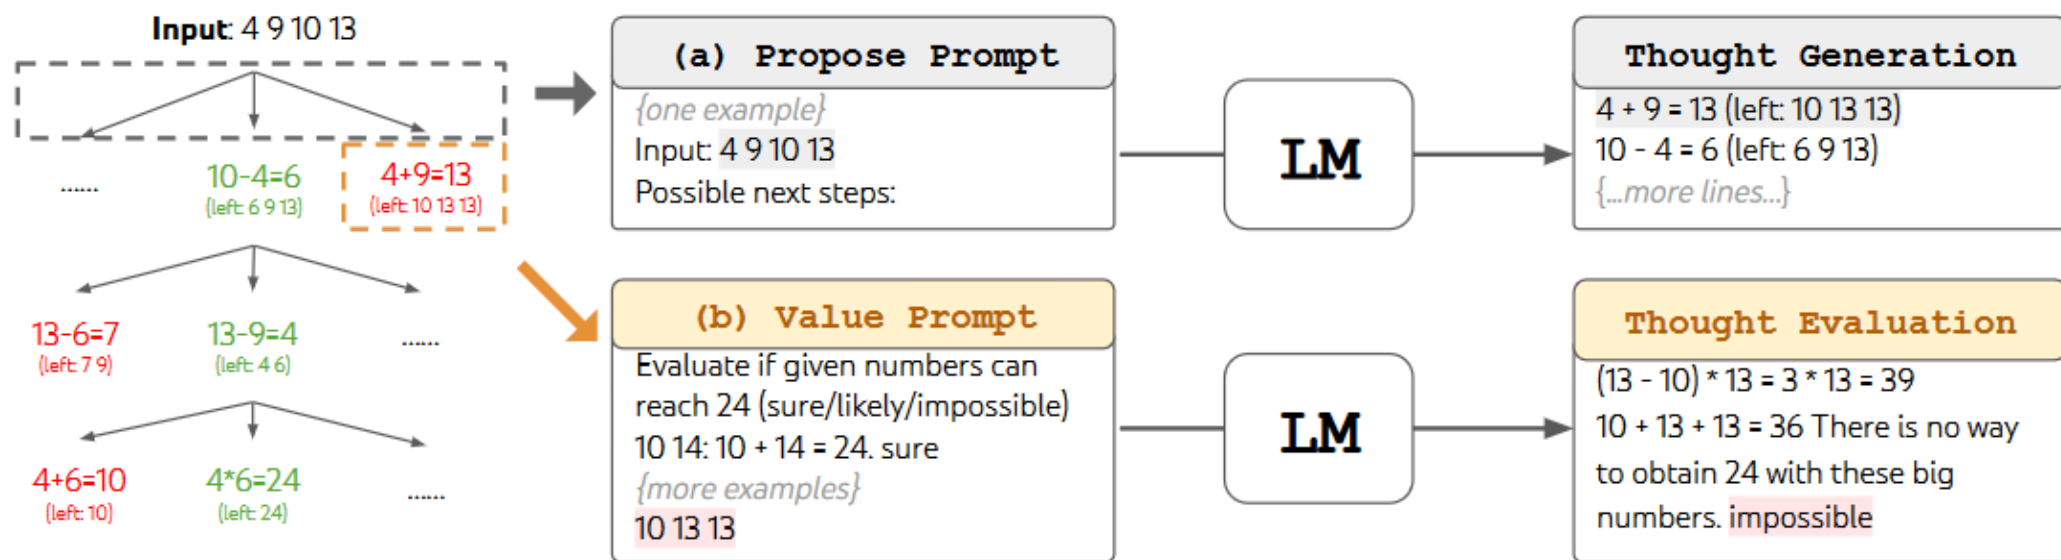 Input: 4 9 10 13
......
10-4=6
(left: 6 9 13)
4+9=13
(left: 10 13 13)
13-6=7
(left: 7 9)
13-9=4
(left: 4 6)
......
4+6=10
(left: 10)
4*6=24
(left: 24)
......
(a) Propose Prompt
{one example}
Input: 4 9 10 13
Possible next steps:
LM
Thought Generation
4 + 9 = 13 (left: 10 13 13)
10 - 4 = 6 (left: 6 9 13)
{...more lines...}
(b) Value Prompt
Evaluate if given numbers can
reach 24 (sure/likely/impossible)
10 14: 10 + 14 = 24. sure
{more examples}
10 13 13
LM
Thought Evaluation
(13 - 10) * 13 = 3 * 13 = 39
10 + 13 + 13 = 36 There is no way
to obtain 24 with these big
numbers. impossible